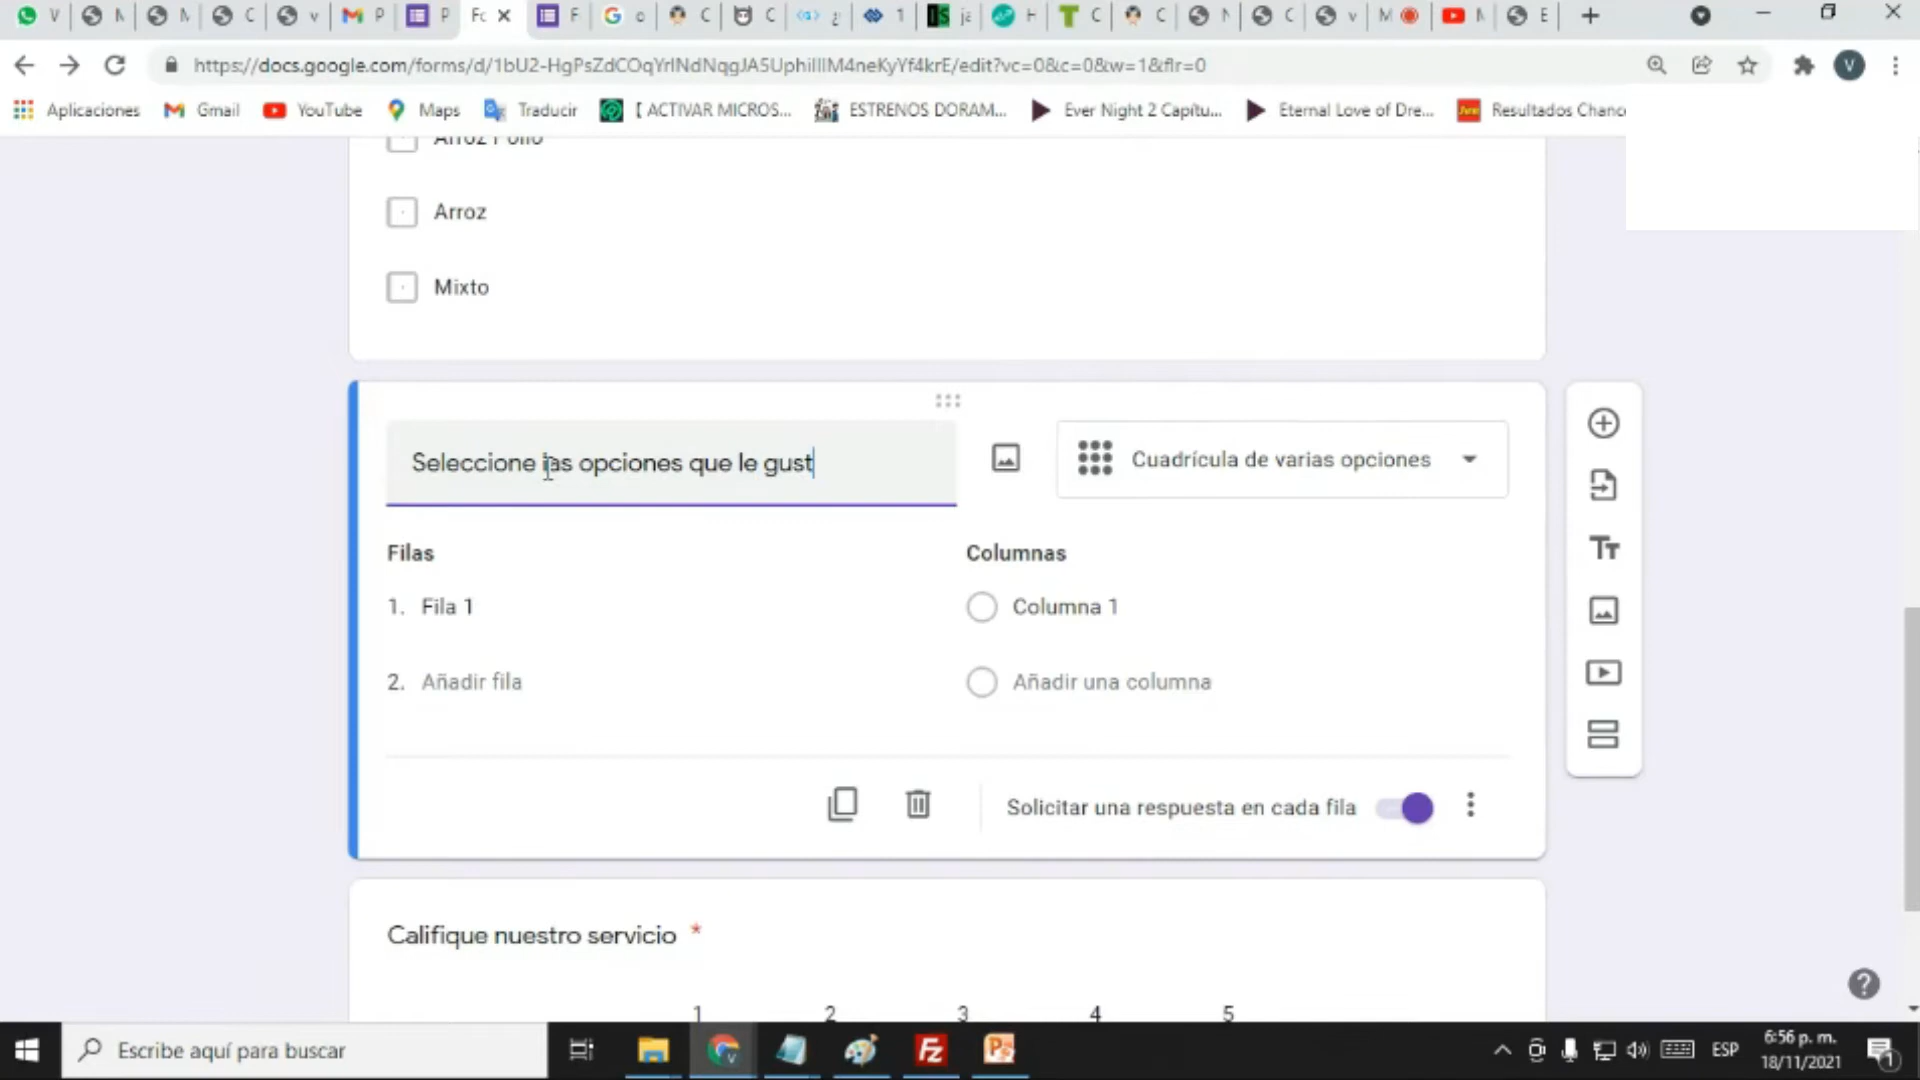 https://docs.google.com/forms/d/1bU2-HgPsZdCOqYrlNdNqgJA5UphiIIlM4neKyYf4krE/edit?vc=0&c=0&w=1&flr=0
Aplicaciones Gmail YouTube Maps Traducir [ ACTIVAR MICROS... ESTRENOS DORAM... Ever Night 2 Capítu... Eternal Love of Dre... Resultados Chanc
Arroz Pollo
Arroz
Mixto
Seleccione las opciones que le gust
Cuadrícula de varias opciones
Filas Columnas
1. Fila 1 Columna 1
2. Añadir fila Añadir una columna
Solicitar una respuesta en cada fila
Califique nuestro servicio *
1 2 3 4 5
Escribe aquí para buscar
ESP
6:56 p. m.
18/11/2021